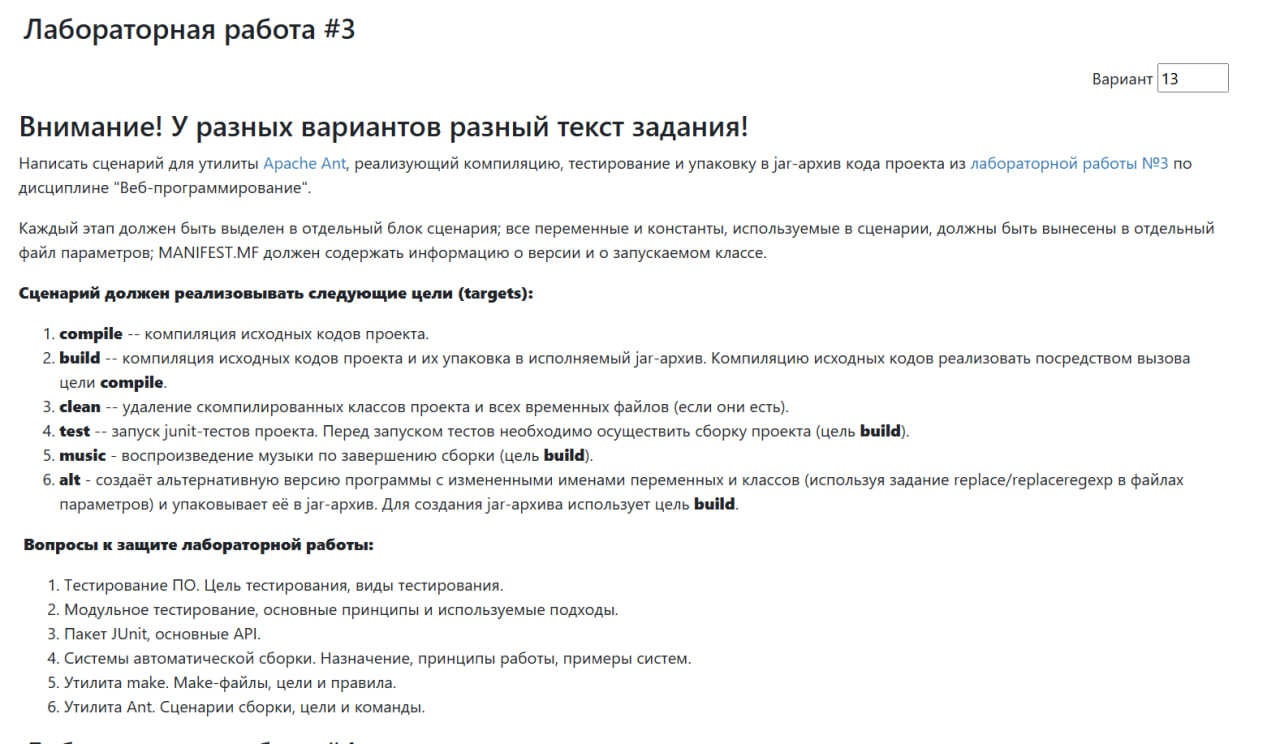 Лабораторная работа #3
Вариант 13
Внимание! У разных вариантов разный текст задания!
Написать сценарий для утилиты Apache Ant, реализующий компиляцию, тестирование и упаковку в jar-архив кода проекта из лабораторной работы №3 по
дисциплине "Веб-программирование".
Каждый этап должен быть выделен в отдельный блок сценария; все переменные и константы, используемые в сценарии, должны быть вынесены в отдельный
файл параметров; MANIFEST.MF должен содержать информацию о версии и о запускаемом классе.
Сценарий должен реализовывать следующие цели (targets):
1. compile -- компиляция исходных кодов проекта.
2. build -- компиляция исходных кодов проекта и их упаковка в исполняемый jar-архив. Компиляцию исходных кодов реализовать посредством вызова
цели compile.
3. clean -- удаление скомпилированных классов проекта и всех временных файлов (если они есть).
4. test -- запуск junit-тестов проекта. Перед запуском тестов необходимо осуществить сборку проекта (цель build).
5. music - воспроизведение музыки по завершению сборки (цель build).
6. alt - создаёт альтернативную версию программы с измененными именами переменных и классов (используя задание replace/replaceregexp в файлах
параметров) и упаковывает её в jar-архив. Для создания jar-архива использует цель build.
Вопросы к защите лабораторной работы:
1. Тестирование ПО. Цель тестирования, виды тестирования.
2. Модульное тестирование, основные принципы и используемые подходы.
3. Пакет JUnit, основные API.
4. Системы автоматической сборки. Назначение, принципы работы, примеры систем.
5. Утилита make. Make-файлы, цели и правила.
6. Утилита Ant. Сценарии сборки, цели и команды.